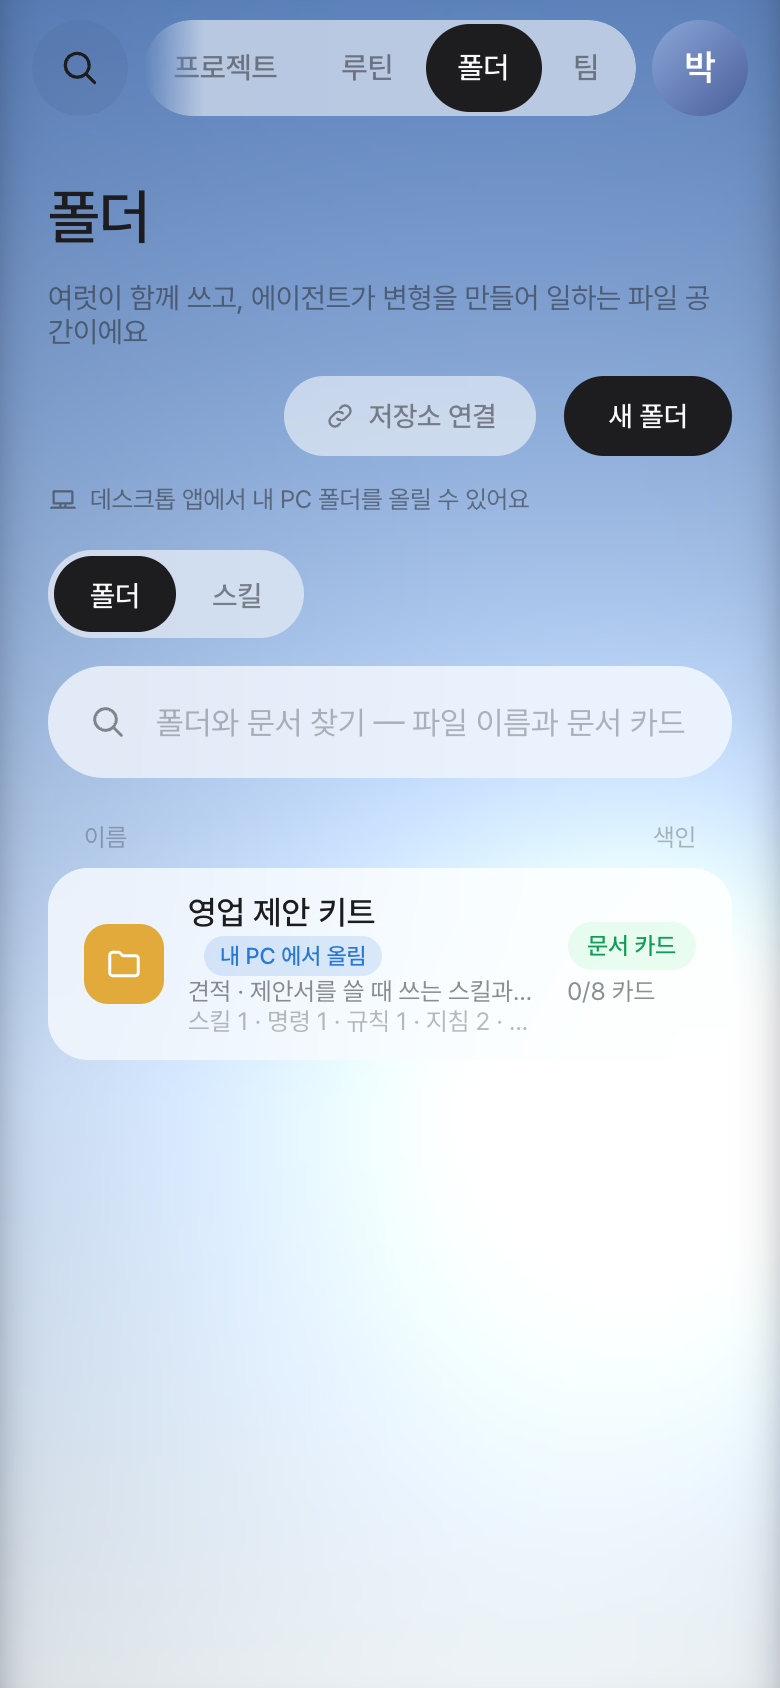 프로젝트 루틴 폴더 팀 박
폴더
여럿이 함께 쓰고, 에이전트가 변형을 만들어 일하는 파일 공
간이에요
저장소 연결 새 폴더
데스크톱 앱에서 내 PC 폴더를 올릴 수 있어요
폴더 스킬
폴더와 문서 찾기 — 파일 이름과 문서 카드
이름 색인
영업 제안 키트
내 PC 에서 올림 문서 카드
견적 · 제안서를 쓸 때 쓰는 스킬과... 0/8 카드
스킬 1 · 명령 1 · 규칙 1 · 지침 2 · ...